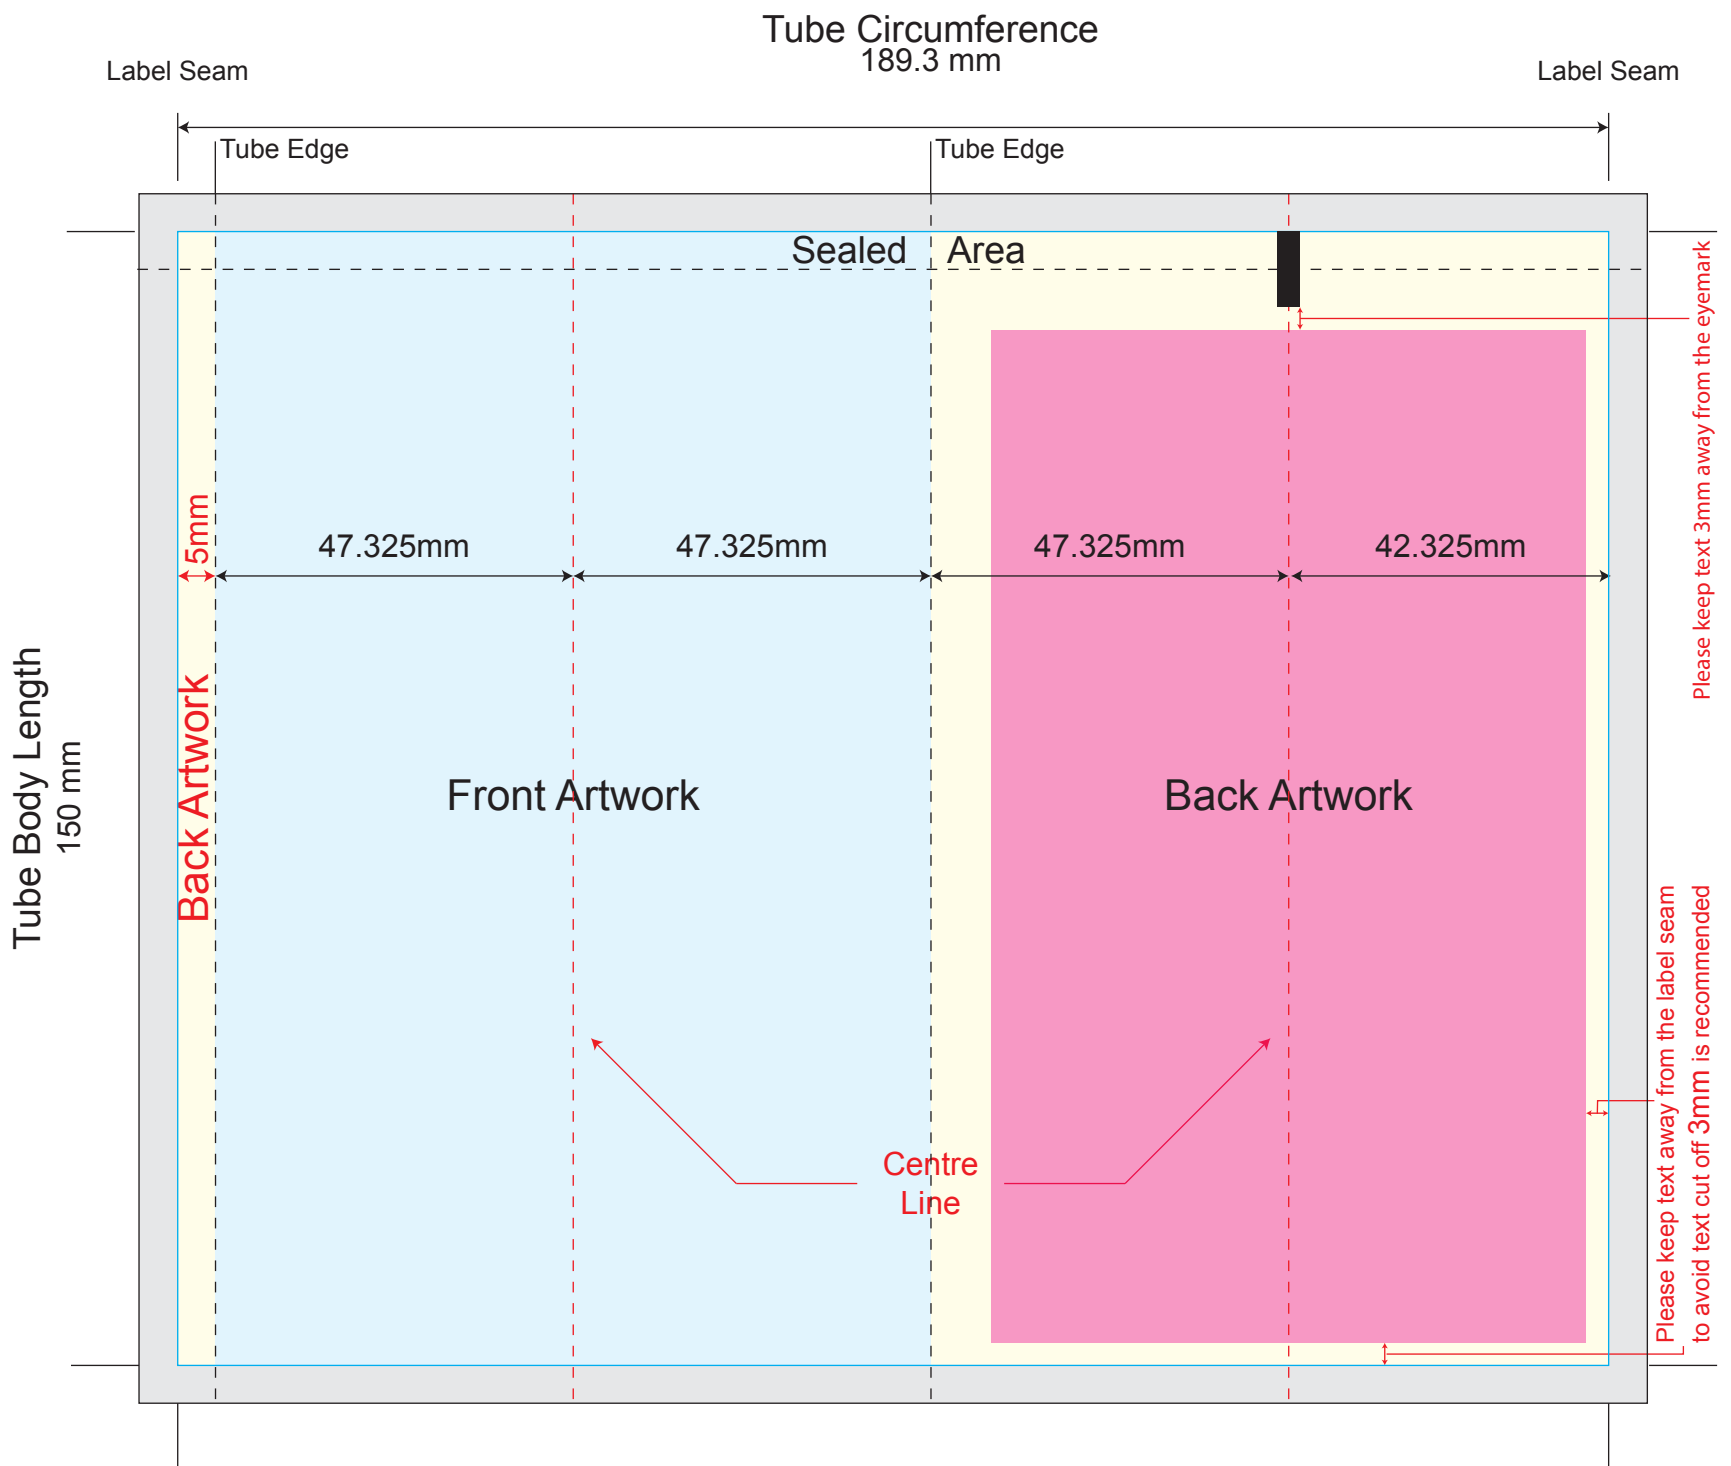 Tube Circumference
189.3 mm
Label Seam
Label Seam
Tube Edge
Tube Edge
Sealed Area
Please keep text 3mm away from the eyemark
5mm
47.325mm
47.325mm
47.325mm
42.325mm
Tube Body Length
150 mm
Back Artwork
Front Artwork
Back Artwork
Please keep text away from the label seam
to avoid text cut off 3mm is recommended
Centre
Line